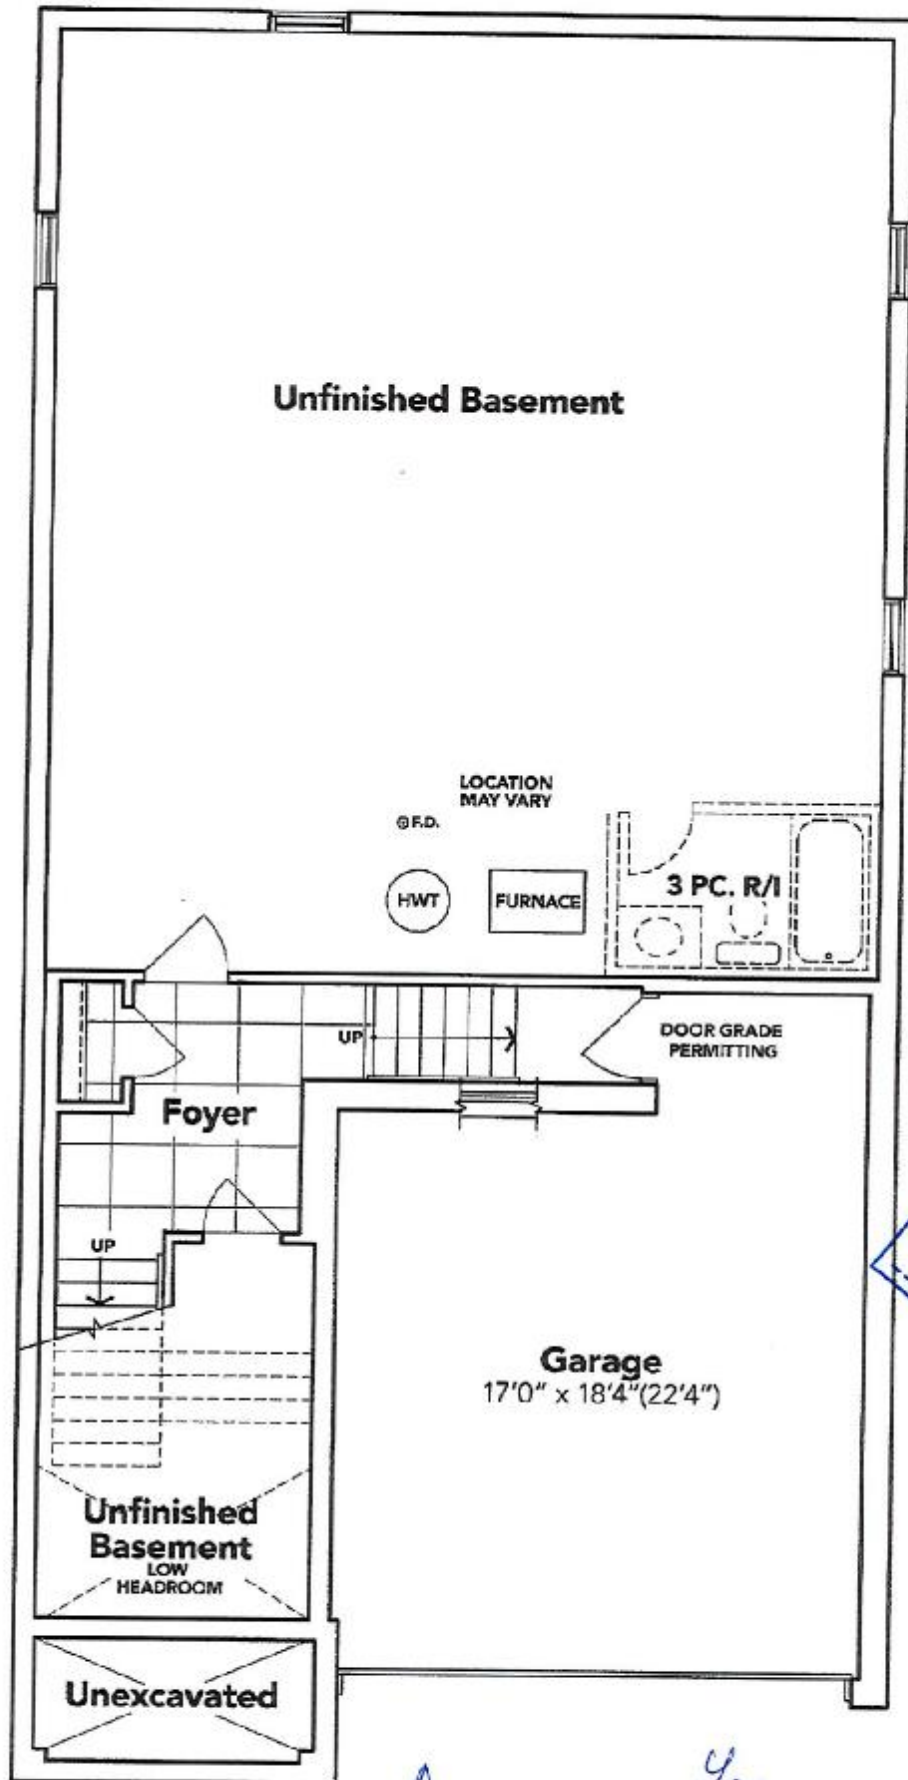 Unfinished Basement
LOCATION
MAY VARY
F.D.
HWT
FURNACE
3 PC. R/I
UP
DOOR GRADE
PERMITTING
Foyer
UP
Garage
17'0" x 18'4"(22'4")
Unfinished
Basement
LOW
HEADROOM
Unexcavated